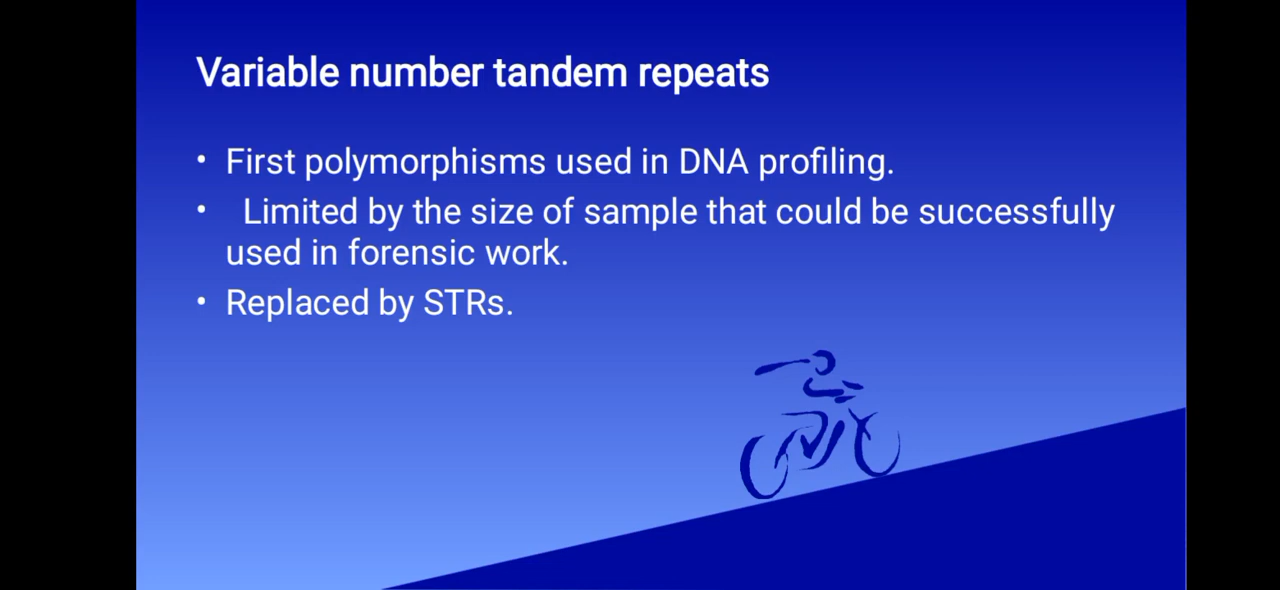 Variable number tandem repeats
• First polymorphisms used in DNA profiling.
• Limited by the size of sample that could be successfully
used in forensic work.
• Replaced by STRs.